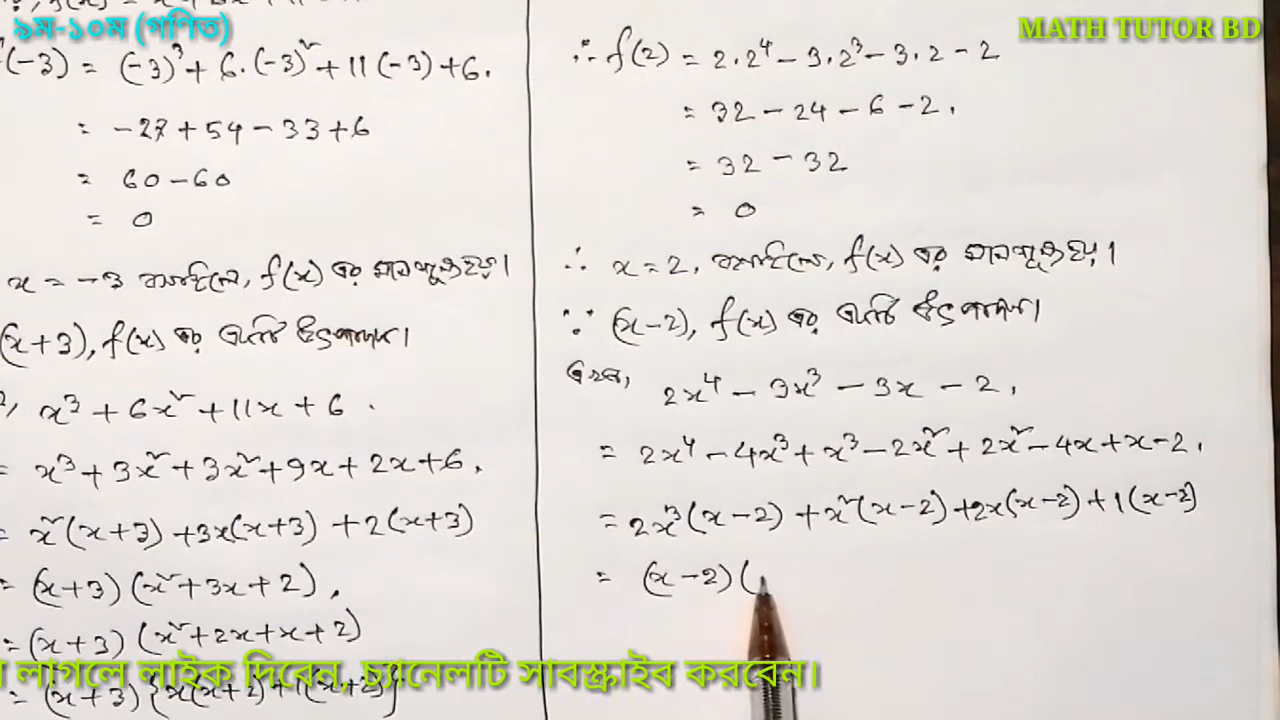 ৯ম-১০ম (গণিত)
MATH TUTOR BD
(-3) = (-3)³ + 6.(-3)² + 11(-3) + 6.
= -27 + 54 - 33 + 6
= 60 - 60
= 0
x = -3 বসাইলে, f(x) এর মান শূন্য হয়।
(x+3), f(x) এর একটি উৎপাদক।
, x³ + 6x² + 11x + 6 .
= x³ + 3x² + 3x² + 9x + 2x + 6 .
= x²(x+3) + 3x(x+3) + 2(x+3)
= (x+3) (x² + 3x + 2) .
= (x+3) (x² + 2x + x + 2)
= (x+3) {x(x+2) + 1(x+2)}
∴ f(2) = 2.2⁴ - 3.2³ - 3.2 - 2
= 32 - 24 - 6 - 2 .
= 32 - 32
= 0
∴ x = 2, বসাইলে, f(x) এর মান শূন্য হয়।
∵ (x-2), f(x) এর একটি উৎপাদক।
এখন, 2x⁴ - 3x³ - 3x - 2 .
= 2x⁴ - 4x³ + x³ - 2x² + 2x² - 4x + x - 2 .
= 2x³(x-2) + x²(x-2) + 2x(x-2) + 1(x-2)
= (x-2) (
লাগলে লাইক দিবেন, চ্যানেলটি সাবস্ক্রাইব করবেন।